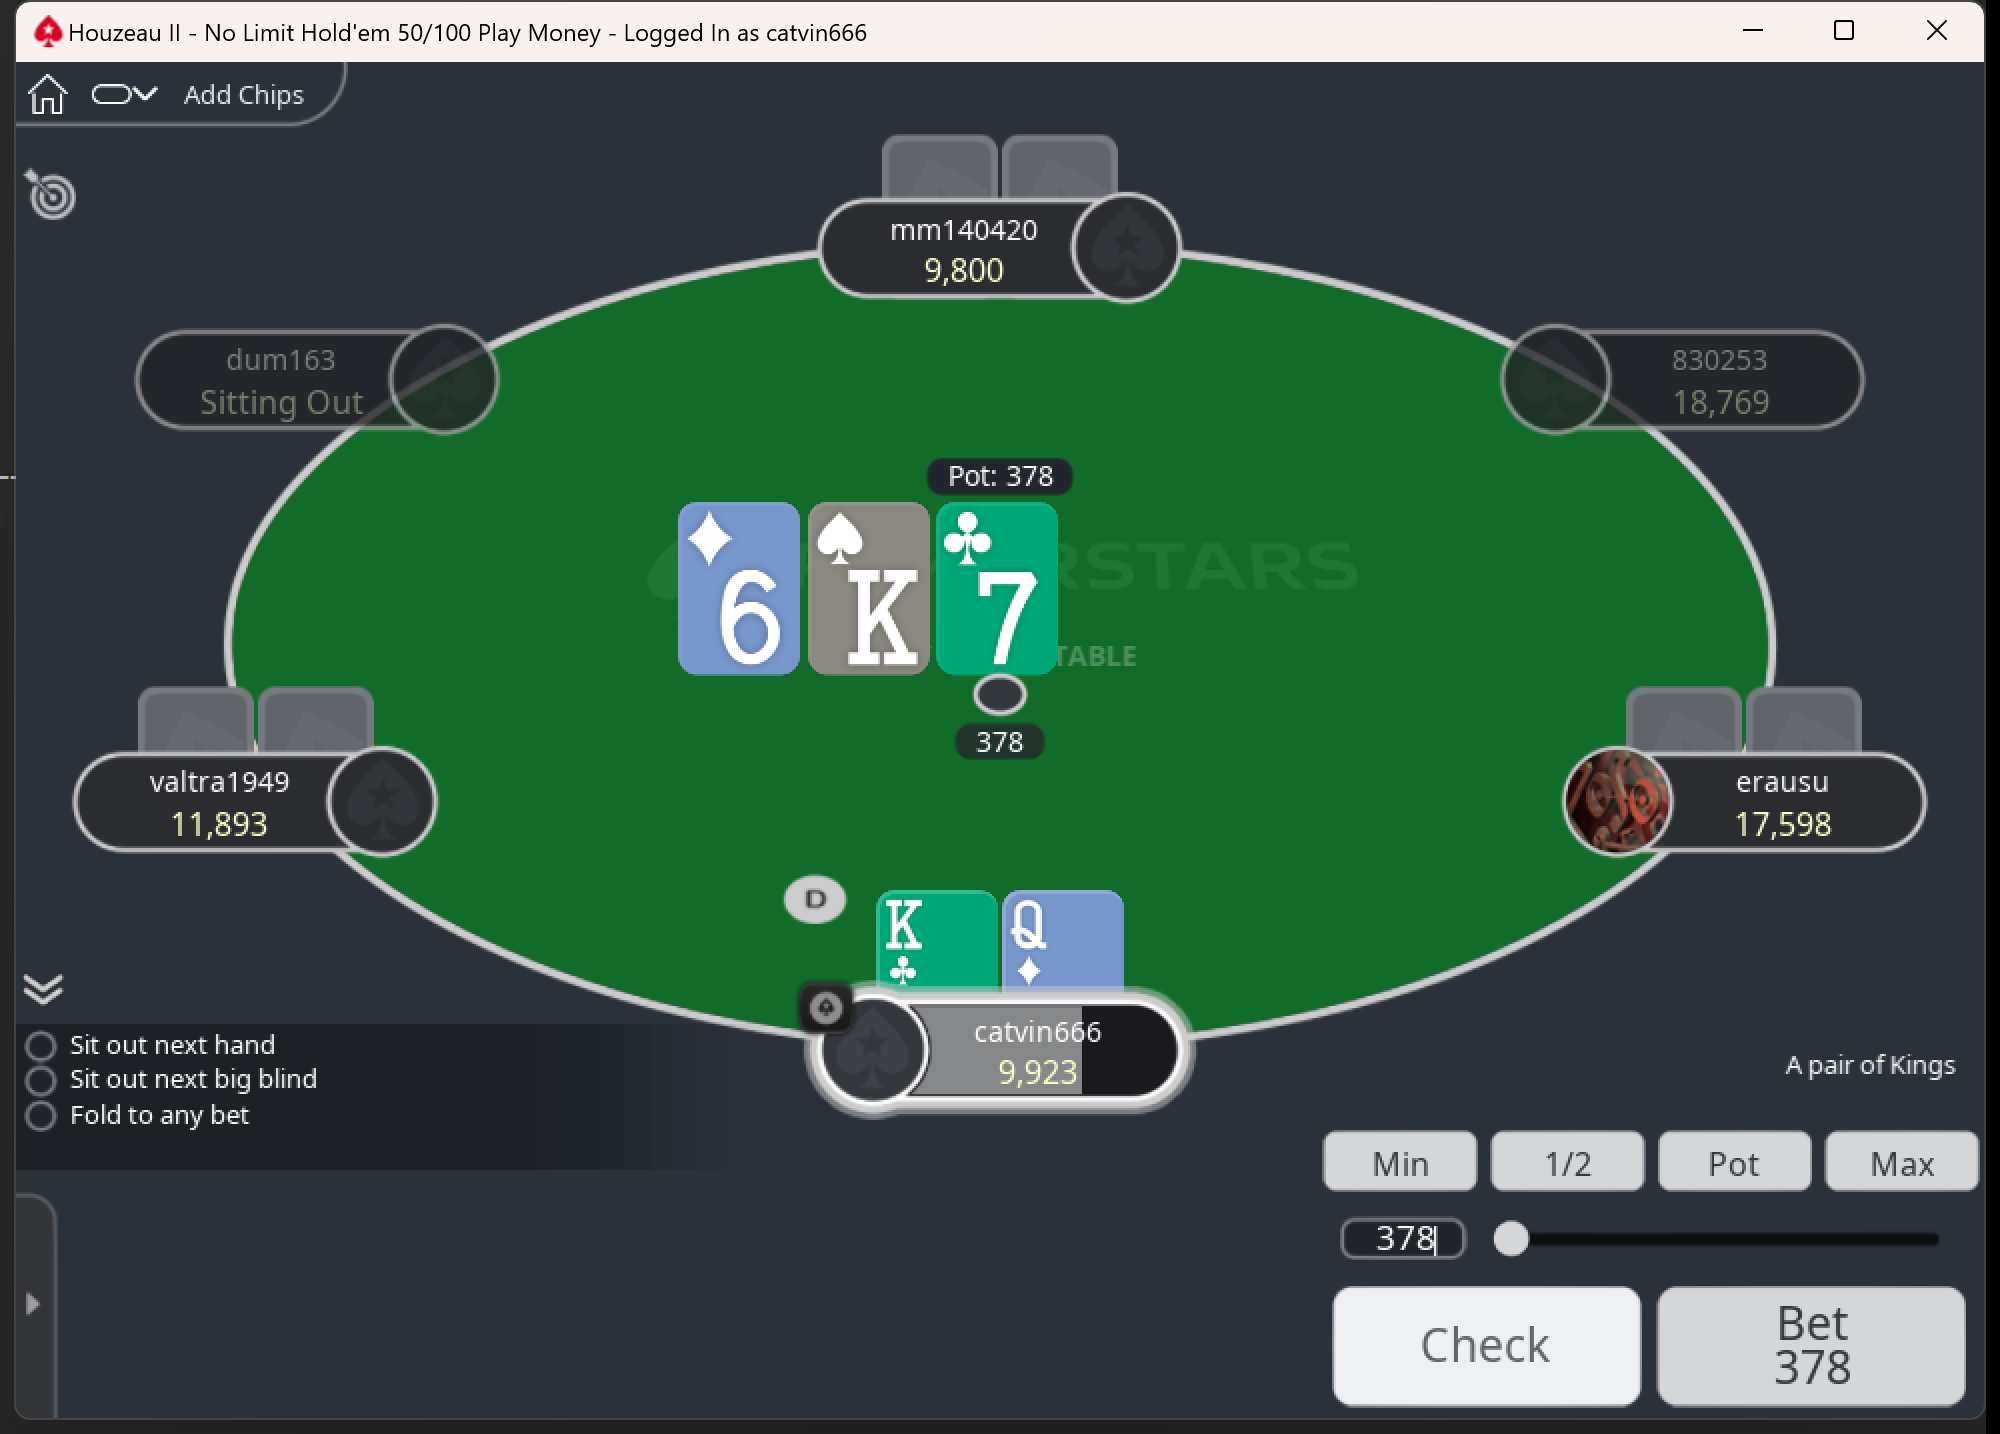 Houzeau II - No Limit Hold'em 50/100 Play Money - Logged In as catvin666
Add Chips
mm140420
9,800
dum163
Sitting Out
830253
18,769
Pot: 378
6 K 7
RSTARS
TABLE
378
valtra1949
11,893
erausu
17,598
D
K Q
catvin666
9,923
Sit out next hand
Sit out next big blind
Fold to any bet
A pair of Kings
Min 1/2 Pot Max
378
Check
Bet
378